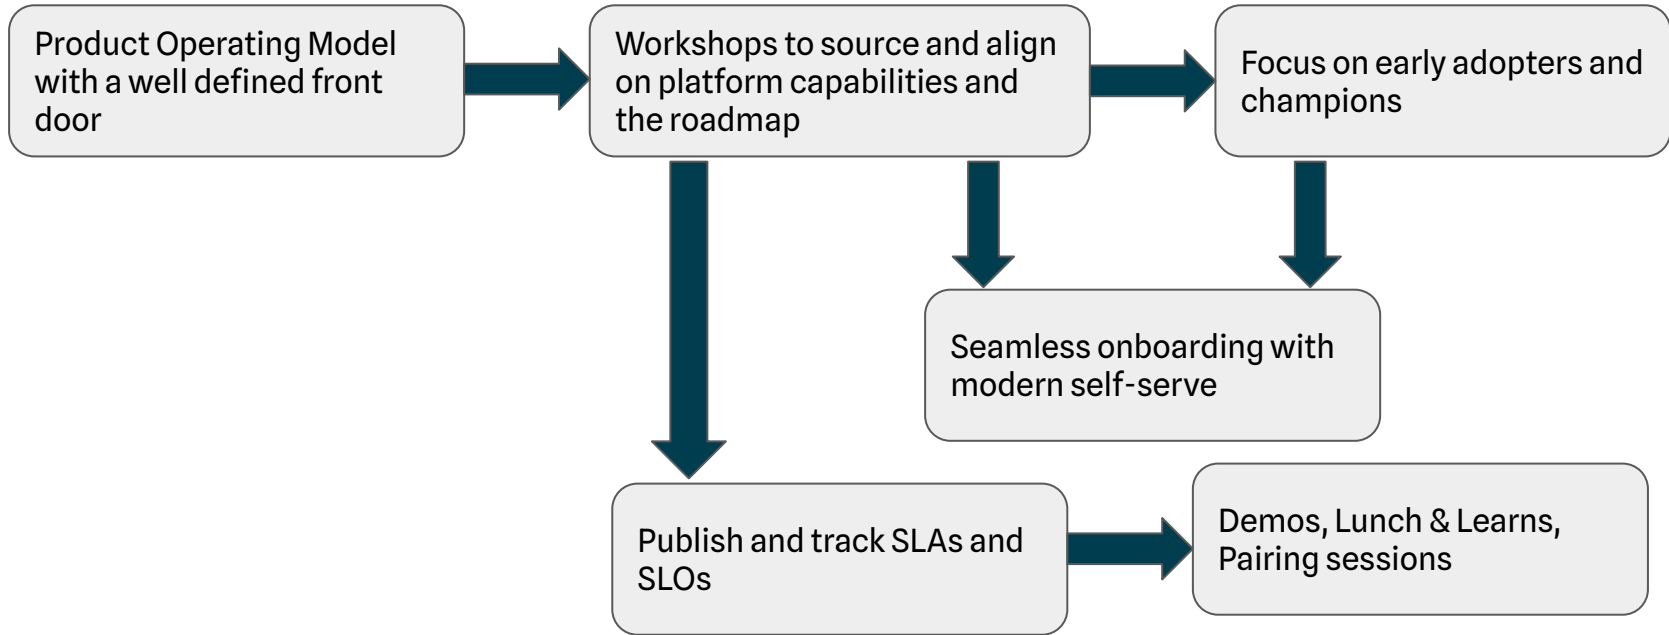 Product Operating Model
with a well defined front
door
Workshops to source and align
on platform capabilities and
the roadmap
Focus on early adopters and
champions
Seamless onboarding with
modern self-serve
Publish and track SLAs and
SLOs
Demos, Lunch & Learns,
Pairing sessions